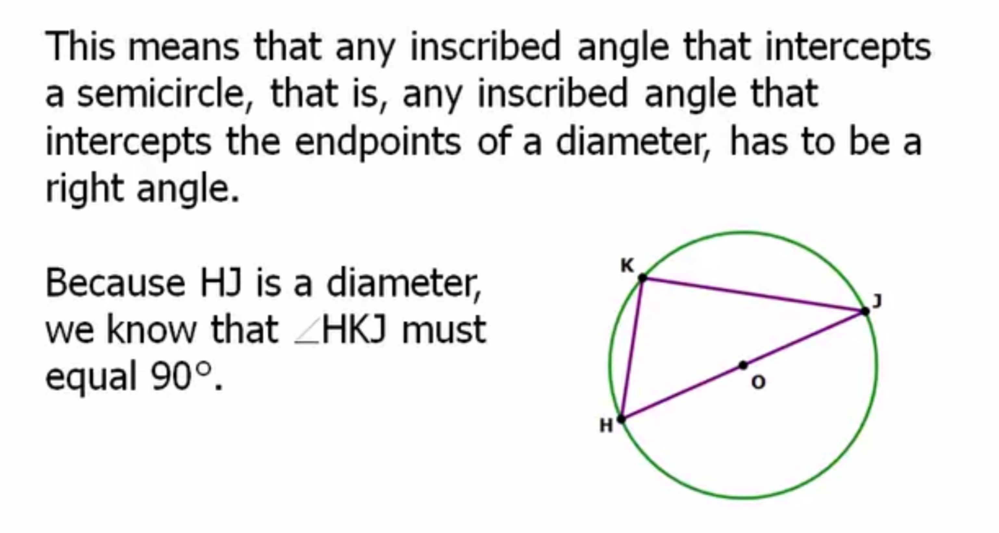 This means that any inscribed angle that intercepts
a semicircle, that is, any inscribed angle that
intercepts the endpoints of a diameter, has to be a
right angle.
Because HJ is a diameter,
we know that ∠HKJ must
equal 90°.
K
J
O
H